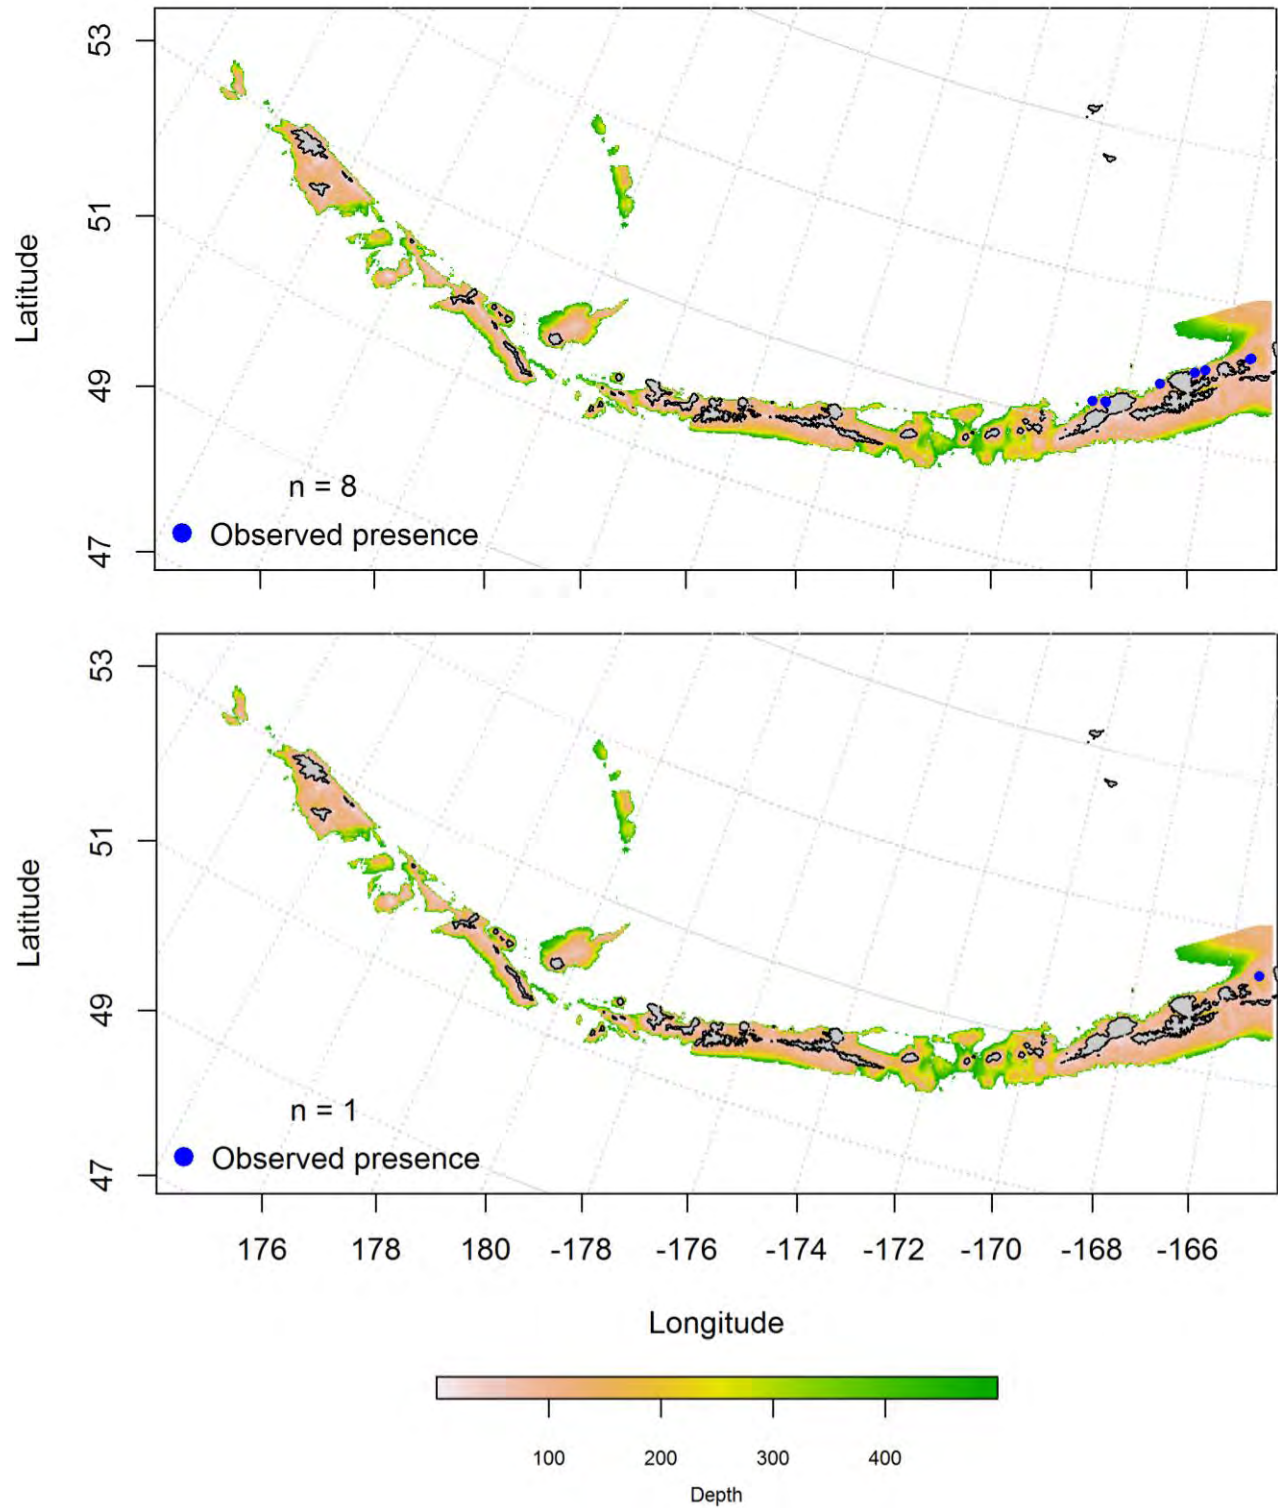 53
51
49
47
Latitude
n = 8
Observed presence
53
51
49
47
Latitude
n = 1
Observed presence
176 178 180 -178 -176 -174 -172 -170 -168 -166
Longitude
100 200 300 400
Depth